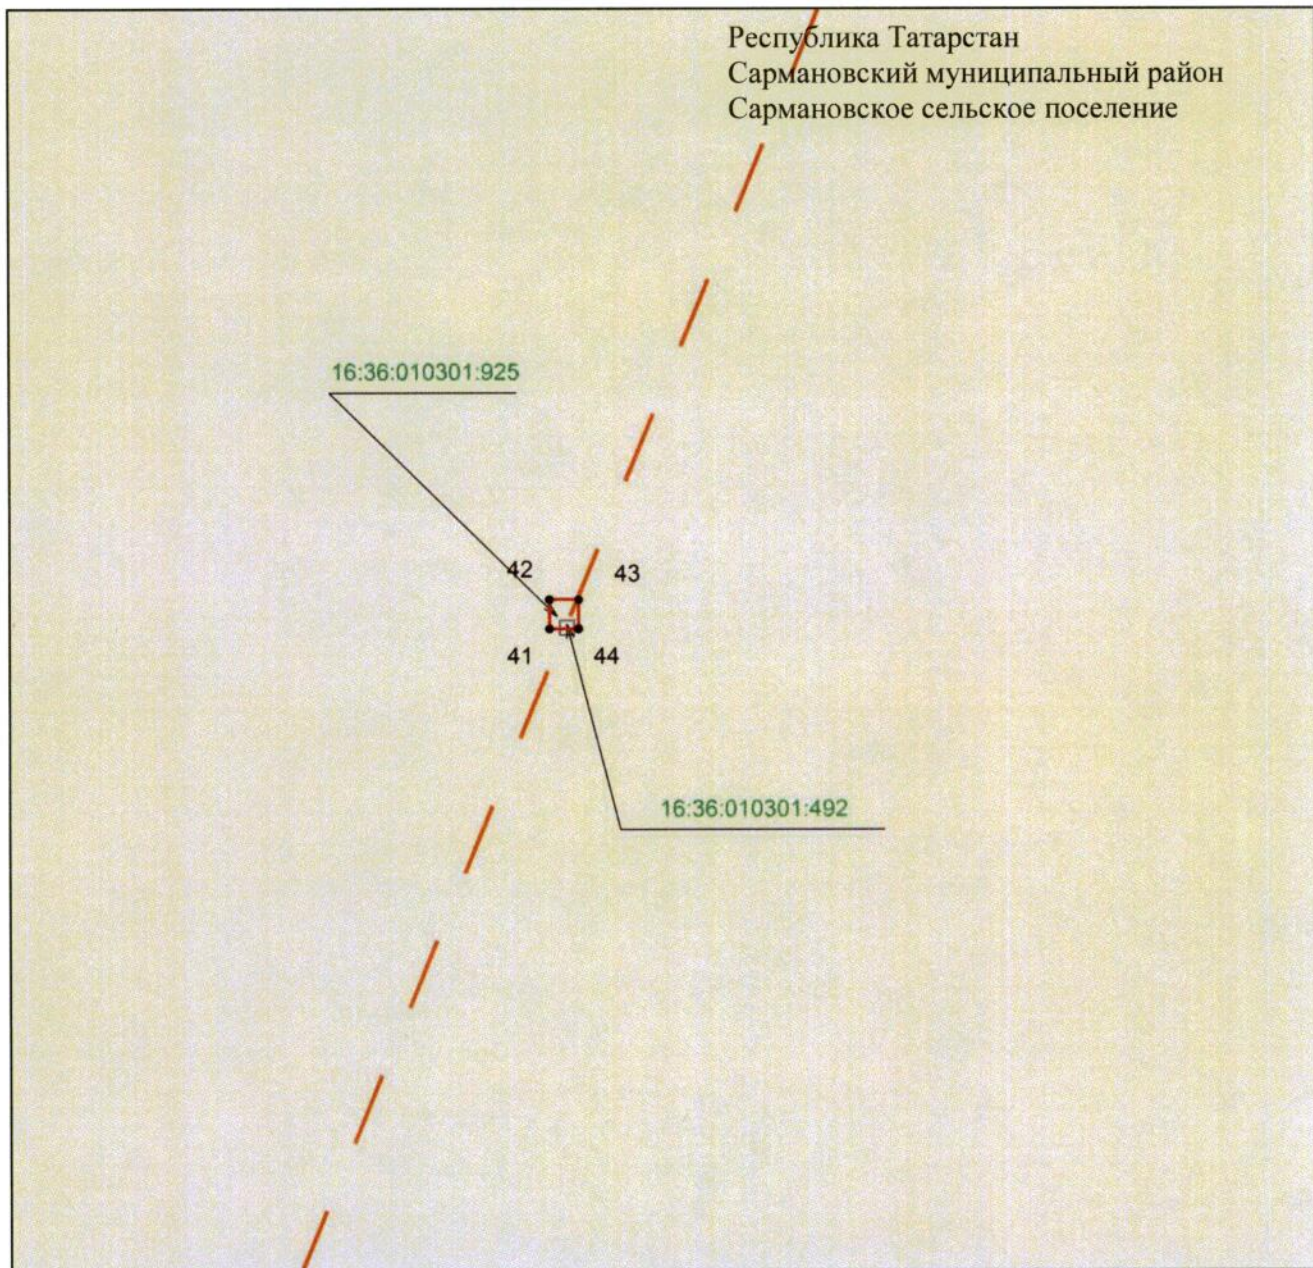 Республика Татарстан
Сармановский муниципальный район
Сармановское сельское поселение
16:36:010301:925
42
43
41
44
16:36:010301:492